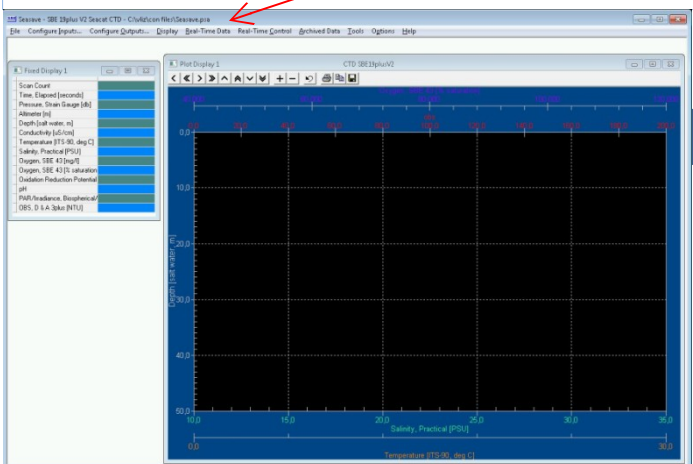 Seasave - SBE 19plus V2 Seacat CTD - C:\wkz\con files\Seasave.psa
File Configure Inputs... Configure Outputs... Display Real-Time Data Real-Time Control Archived Data Tools Options Help
Fixed Display 1
Scan Count
Time, Elapsed [seconds]
Pressure, Strain Gauge [db]
Altimeter [m]
Depth [salt water, m]
Conductivity [uS/cm]
Temperature [ITS-90, deg C]
Salinity, Practical [PSU]
Oxygen, SBE 43 [mg/l]
Oxygen, SBE 43 [% saturation
Oxidation Reduction Potential
pH
PAR/Irradiance, Biospherical/
OBS, D & A 3plus [NTU]
Plot Display 1 CTD SBE19plusV2
0,0
10,0
20,0
30,0
40,0
50,0
Depth [salt water, m]
10,0 15,0 20,0 25,0 30,0 35,0
Salinity, Practical [PSU]
0,0 30,0
Temperature [ITS-90, deg C]